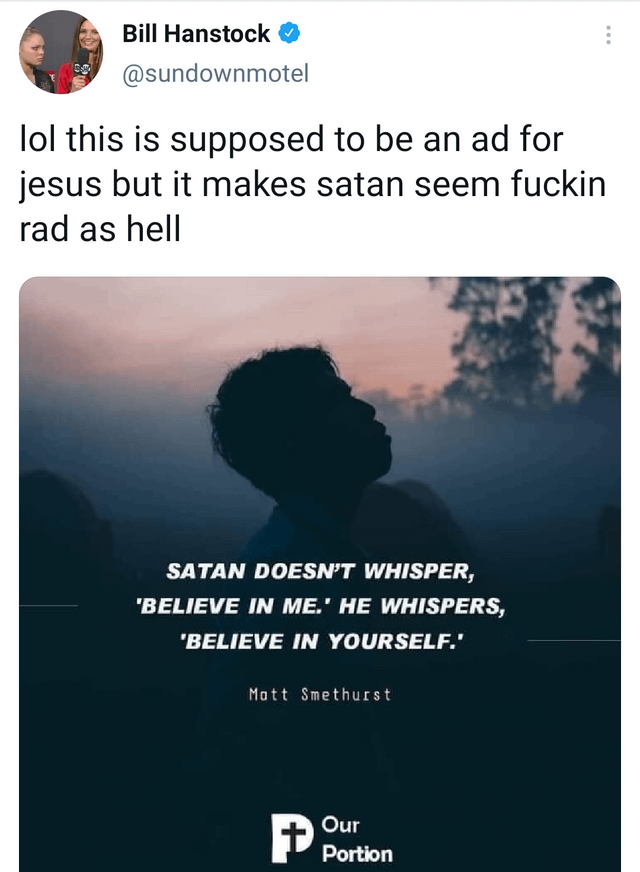 Bill Hanstock
@sundownmotel
lol this is supposed to be an ad for
jesus but it makes satan seem fuckin
rad as hell
SATAN DOESN'T WHISPER,
'BELIEVE IN ME.' HE WHISPERS,
'BELIEVE IN YOURSELF.'
Matt Smethurst
Our
Portion